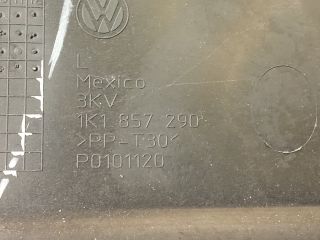 L
Mexico
3KV
1K1 857 290
>PP-T30<
P0101120